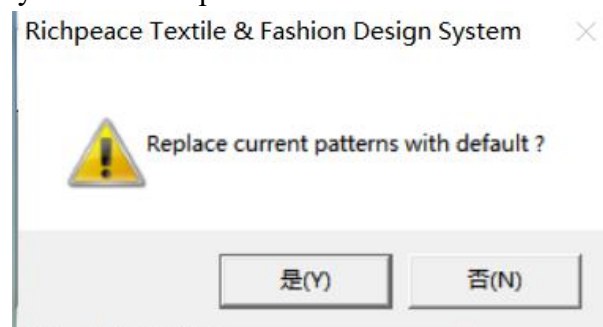 Richpeace Textile & Fashion Design System
Replace current patterns with default ?
是(Y) 否(N)